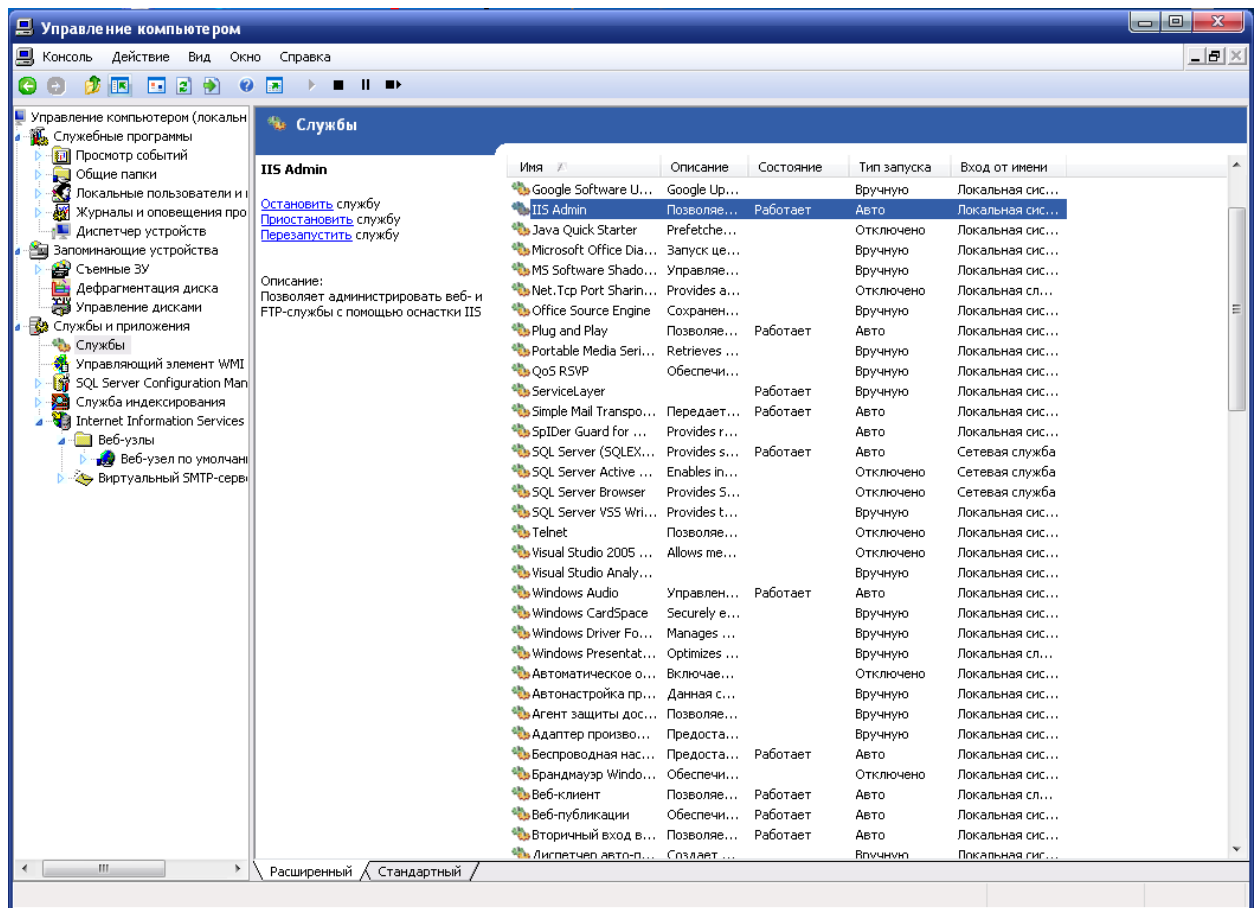 Управление компьютером
Консоль Действие Вид Окно Справка
Управление компьютером (локальн
Служебные программы
Просмотр событий
Общие папки
Локальные пользователи и г
Журналы и оповещения про
Диспетчер устройств
Запоминающие устройства
Съемные ЗУ
Дефрагментация диска
Управление дисками
Службы и приложения
Службы
Управляющий элемент WMI
SQL Server Configuration Man
Служба индексирования
Internet Information Services
Веб-узлы
Веб-узел по умолчани
Виртуальный SMTP-серв
Службы
IIS Admin
Остановить службу
Приостановить службу
Перезапустить службу
Описание:
Позволяет администрировать веб- и
FTP-службы с помощью оснастки IIS
Имя Описание Состояние Тип запуска Вход от имени
Google Software U... Google Up... Вручную Локальная сис...
IIS Admin Позволяе... Работает Авто Локальная сис...
Java Quick Starter Prefetche... Отключено Локальная сис...
Microsoft Office Dia... Запуск це... Вручную Локальная сис...
MS Software Shado... Управляе... Вручную Локальная сис...
Net.Tcp Port Sharin... Provides a... Отключено Локальная сл...
Office Source Engine Сохранен... Вручную Локальная сис...
Plug and Play Позволяе... Работает Авто Локальная сис...
Portable Media Seri... Retrieves ... Вручную Локальная сис...
QoS RSVP Обеспечи... Вручную Локальная сис...
ServiceLayer Работает Вручную Локальная сис...
Simple Mail Transpo... Передает... Работает Авто Локальная сис...
SpIDer Guard for ... Provides r... Авто Локальная сис...
SQL Server (SQLEX... Provides s... Работает Авто Сетевая служба
SQL Server Active ... Enables in... Отключено Сетевая служба
SQL Server Browser Provides S... Отключено Сетевая служба
SQL Server VSS Wri... Provides t... Вручную Локальная сис...
Telnet Позволяе... Отключено Локальная сис...
Visual Studio 2005 ... Allows me... Отключено Локальная сис...
Visual Studio Analy... Вручную Локальная сис...
Windows Audio Управлен... Работает Авто Локальная сис...
Windows CardSpace Securely e... Вручную Локальная сис...
Windows Driver Fo... Manages ... Вручную Локальная сис...
Windows Presentat... Optimizes ... Вручную Локальная сл...
Автоматическое о... Включае... Отключено Локальная сис...
Автонастройка пр... Данная с... Вручную Локальная сис...
Агент защиты дос... Позволяе... Вручную Локальная сис...
Адаптер произво... Предоста... Вручную Локальная сис...
Беспроводная нас... Предоста... Работает Авто Локальная сис...
Брандмауэр Windo... Обеспечи... Отключено Локальная сис...
Веб-клиент Позволяе... Работает Авто Локальная сл...
Веб-публикации Обеспечи... Работает Авто Локальная сис...
Вторичный вход в... Позволяе... Работает Авто Локальная сис...
Диспетчер авто-п... Создает ... Вручную Локальная сис...
Расширенный Стандартный